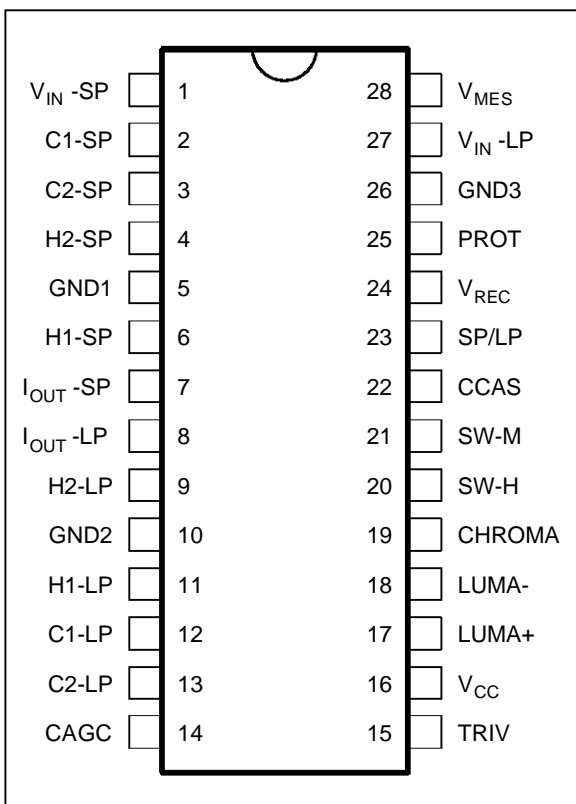 V_IN -SP 1 28 V_MES
C1-SP 2 27 V_IN -LP
C2-SP 3 26 GND3
H2-SP 4 25 PROT
GND1 5 24 V_REC
H1-SP 6 23 SP/LP
I_OUT -SP 7 22 CCAS
I_OUT -LP 8 21 SW-M
H2-LP 9 20 SW-H
GND2 10 19 CHROMA
H1-LP 11 18 LUMA-
C1-LP 12 17 LUMA+
C2-LP 13 16 V_CC
CAGC 14 15 TRIV